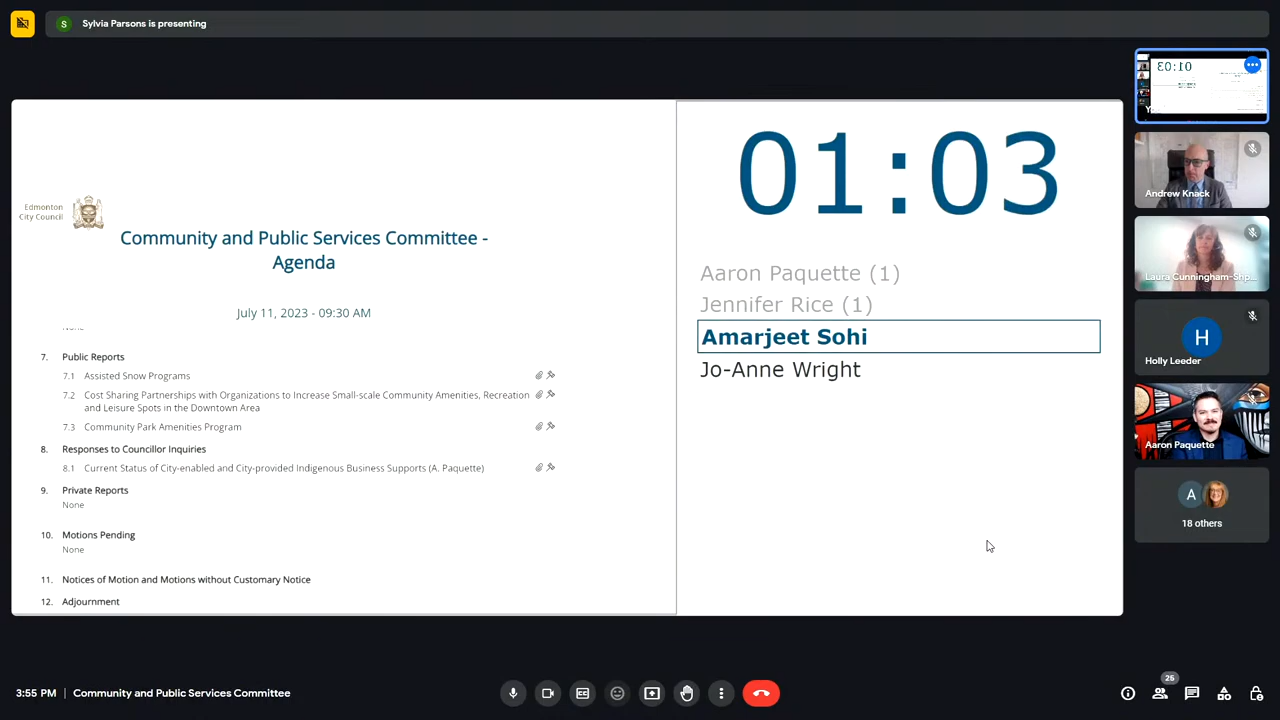 S Sylvia Parsons is presenting
Edmonton
City Council
Community and Public Services Committee -
Agenda
July 11, 2023 - 09:30 AM
None
7. Public Reports
7.1 Assisted Snow Programs
7.2 Cost Sharing Partnerships with Organizations to Increase Small-scale Community Amenities, Recreation
and Leisure Spots in the Downtown Area
7.3 Community Park Amenities Program
8. Responses to Councillor Inquiries
8.1 Current Status of City-enabled and City-provided Indigenous Business Supports (A. Paquette)
9. Private Reports
None
10. Motions Pending
None
11. Notices of Motion and Motions without Customary Notice
12. Adjournment
01:03
Aaron Paquette (1)
Jennifer Rice (1)
Amarjeet Sohi
Jo-Anne Wright
01:03
Andrew Knack
Laura Cunningham-Shp...
H
Holly Leeder
Aaron Paquette
A
18 others
3:55 PM | Community and Public Services Committee
25